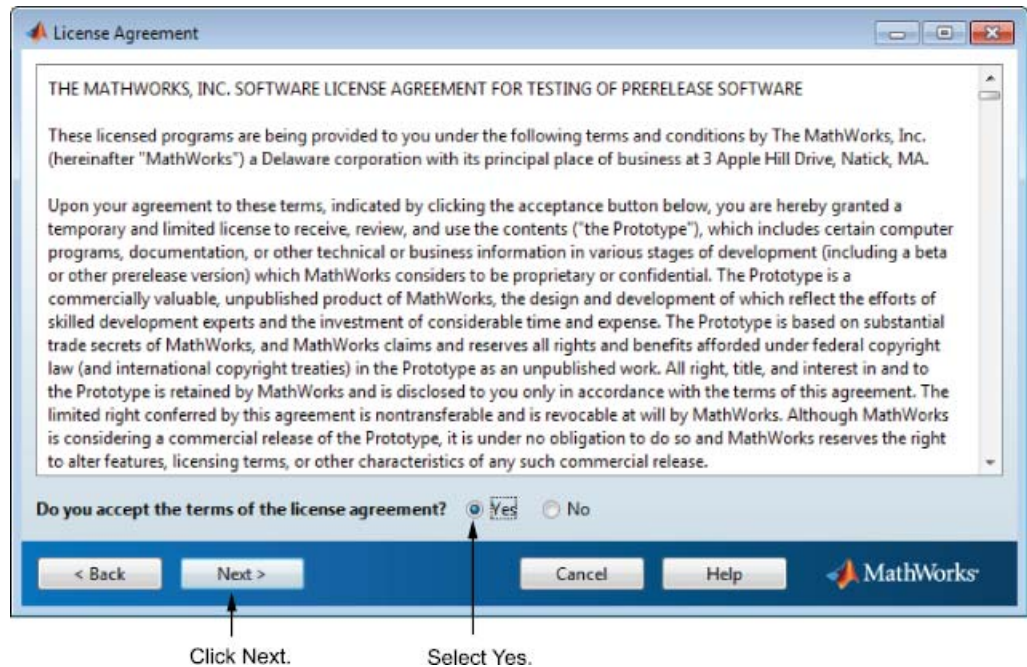 License Agreement
THE MATHWORKS, INC. SOFTWARE LICENSE AGREEMENT FOR TESTING OF PRERELEASE SOFTWARE
These licensed programs are being provided to you under the following terms and conditions by The MathWorks, Inc.
(hereinafter "MathWorks") a Delaware corporation with its principal place of business at 3 Apple Hill Drive, Natick, MA.
Upon your agreement to these terms, indicated by clicking the acceptance button below, you are hereby granted a
temporary and limited license to receive, review, and use the contents ("the Prototype"), which includes certain computer
programs, documentation, or other technical or business information in various stages of development (including a beta
or other prerelease version) which MathWorks considers to be proprietary or confidential. The Prototype is a
commercially valuable, unpublished product of MathWorks, the design and development of which reflect the efforts of
skilled development experts and the investment of considerable time and expense. The Prototype is based on substantial
trade secrets of MathWorks, and MathWorks claims and reserves all rights and benefits afforded under federal copyright
law (and international copyright treaties) in the Prototype as an unpublished work. All right, title, and interest in and to
the Prototype is retained by MathWorks and is disclosed to you only in accordance with the terms of this agreement. The
limited right conferred by this agreement is nontransferable and is revocable at will by MathWorks. Although MathWorks
is considering a commercial release of the Prototype, it is under no obligation to do so and MathWorks reserves the right
to alter features, licensing terms, or other characteristics of any such commercial release.
Do you accept the terms of the license agreement? Yes No
< Back Next > Cancel Help MathWorks
Click Next. Select Yes.